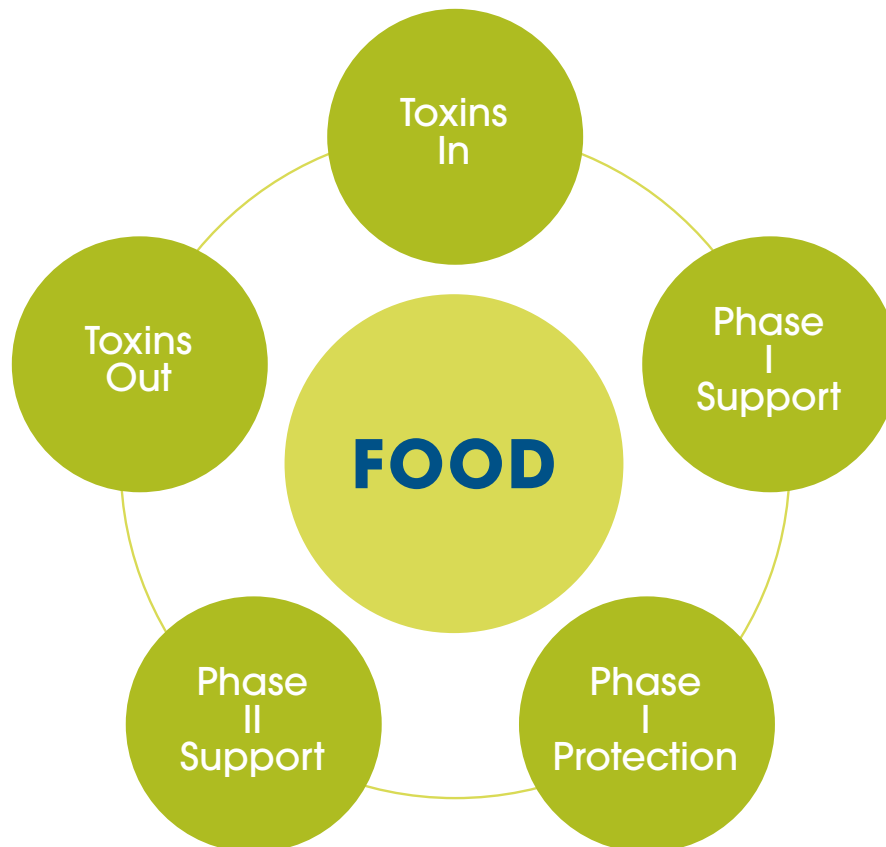 Toxins
In
Phase
I
Support
Phase
I
Protection
Phase
II
Support
Toxins
Out
FOOD